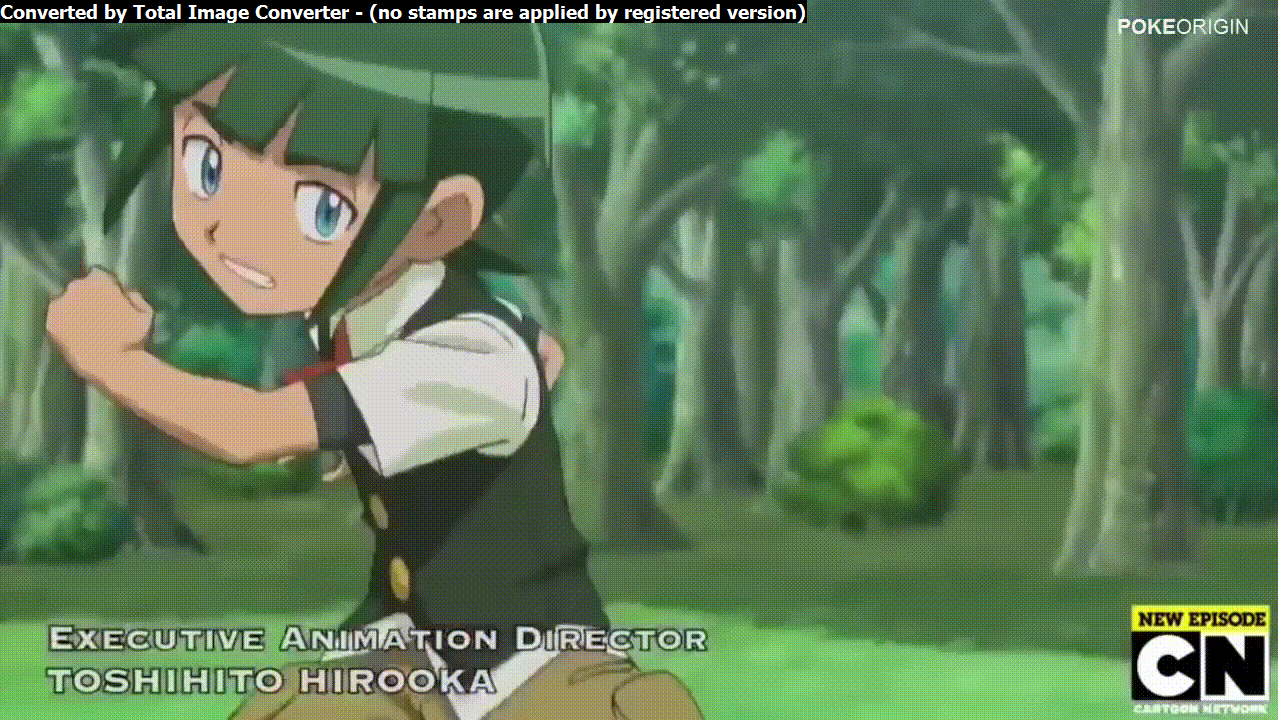 Converted by Total Image Converter - (no stamps are applied by registered version)
POKEORIGIN
EXECUTIVE ANIMATION DIRECTOR
TOSHIHITO HIROOKA
NEW EPISODE
CN
CARTOON NETWORK